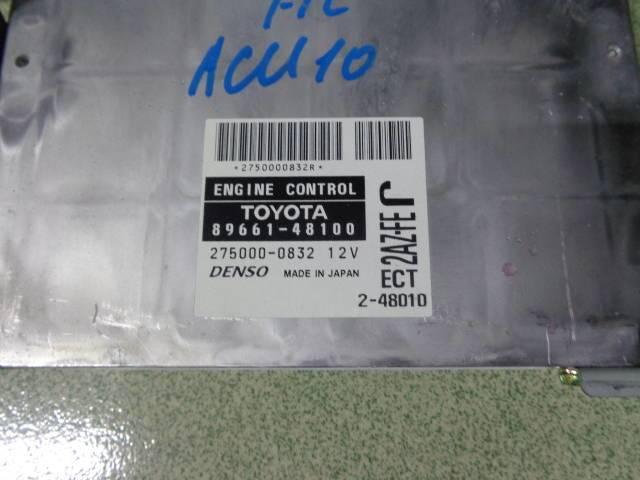 ACU10
*2750000832R*
ENGINE CONTROL
TOYOTA
89661-48100
275000-0832 12V
DENSO MADE IN JAPAN
2AZ-FE
J
ECT
2-48010